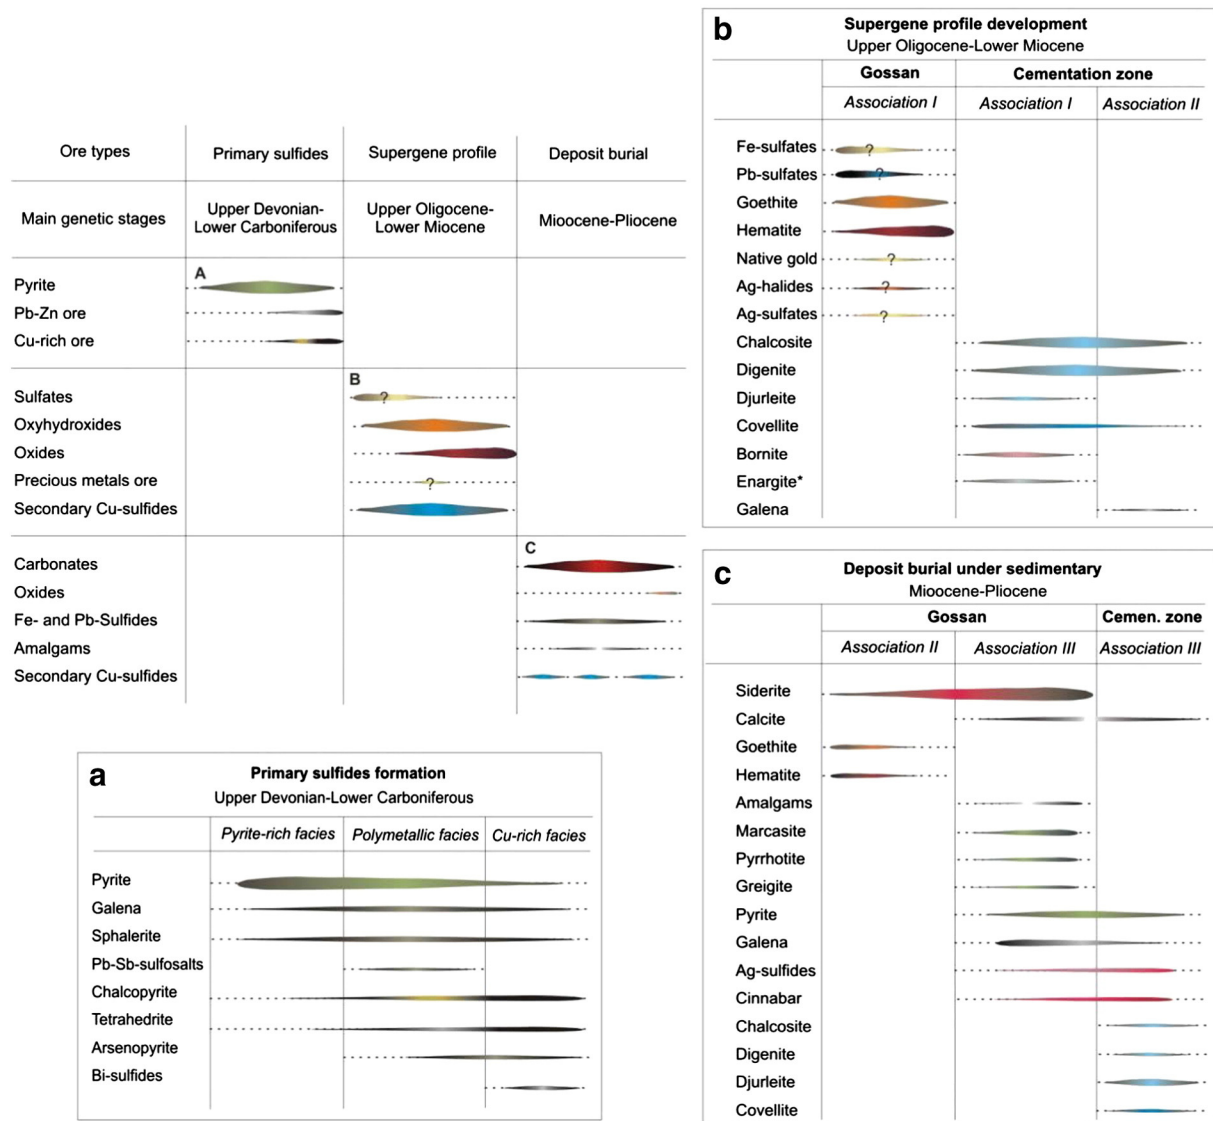 Ore types
Primary sulfides
Supergene profile
Deposit burial
Main genetic stages
Upper Devonian-
Lower Carboniferous
Upper Oligocene-
Lower Miocene
Mioocene-Pliocene
A
Pyrite
Pb-Zn ore
Cu-rich ore
B
Sulfates ?
Oxyhydroxides
Oxides
Precious metals ore ?
Secondary Cu-sulfides
C
Carbonates
Oxides
Fe- and Pb-Sulfides
Amalgams
Secondary Cu-sulfides
a
Primary sulfides formation
Upper Devonian-Lower Carboniferous
Pyrite-rich facies
Polymetallic facies
Cu-rich facies
Pyrite
Galena
Sphalerite
Pb-Sb-sulfosalts
Chalcopyrite
Tetrahedrite
Arsenopyrite
Bi-sulfides
b
Supergene profile development
Upper Oligocene-Lower Miocene
Gossan
Cementation zone
Association I
Association I
Association II
Fe-sulfates ?
Pb-sulfates ?
Goethite
Hematite
Native gold ?
Ag-halides ?
Ag-sulfates ?
Chalcosite
Digenite
Djurleite
Covellite
Bornite
Enargite*
Galena
c
Deposit burial under sedimentary
Mioocene-Pliocene
Gossan
Cemen. zone
Association II
Association III
Association III
Siderite
Calcite
Goethite
Hematite
Amalgams
Marcasite
Pyrrhotite
Greigite
Pyrite
Galena
Ag-sulfides
Cinnabar
Chalcosite
Digenite
Djurleite
Covellite